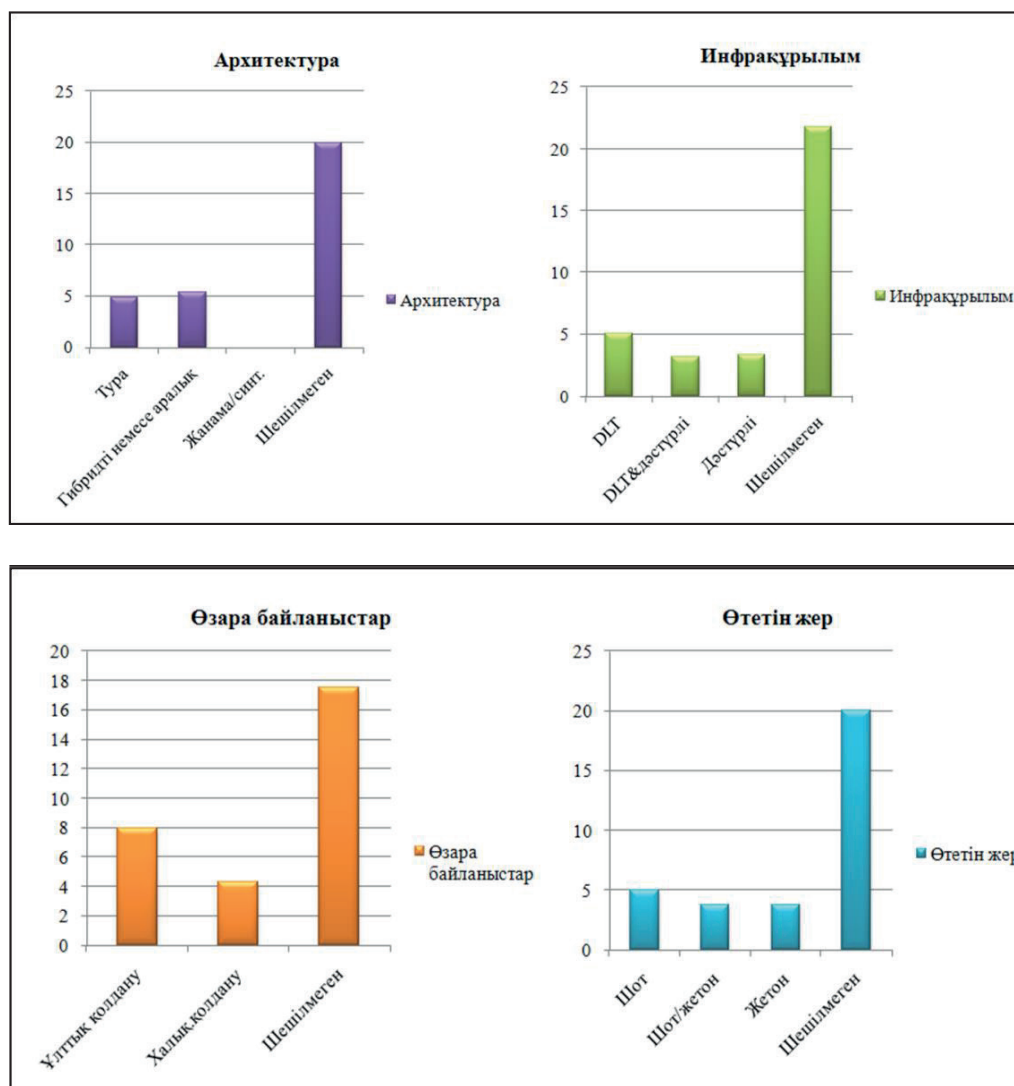 Архитектура
25
20
15
10
5
0
Тура
Гибридті немесе аралық
Жанама/синт.
Шешілмеген
Архитектура
Инфрақұрылым
25
20
15
10
5
0
DLT
DLT&дәстүрлі
Дәстүрлі
Шешілмеген
Инфрақұрылым
Өзара байланыстар
20
18
16
14
12
10
8
6
4
2
0
Ұлттық қолдану
Халық.қолдану
Шешілмеген
Өзара
байланыстар
Өтетін жер
25
20
15
10
5
0
Шот
Шот/жетон
Жетон
Шешілмеген
Өтетін жер